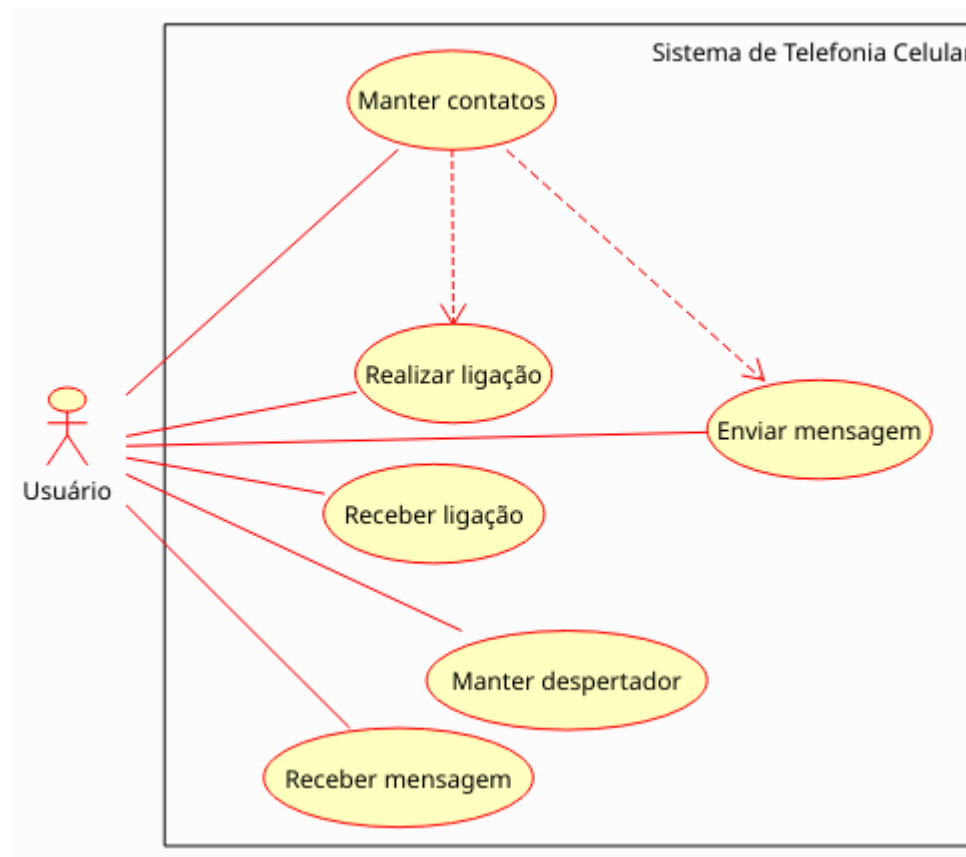 Sistema de Telefonia Celular
Manter contatos
Realizar ligação
Enviar mensagem
Usuário
Receber ligação
Manter despertador
Receber mensagem